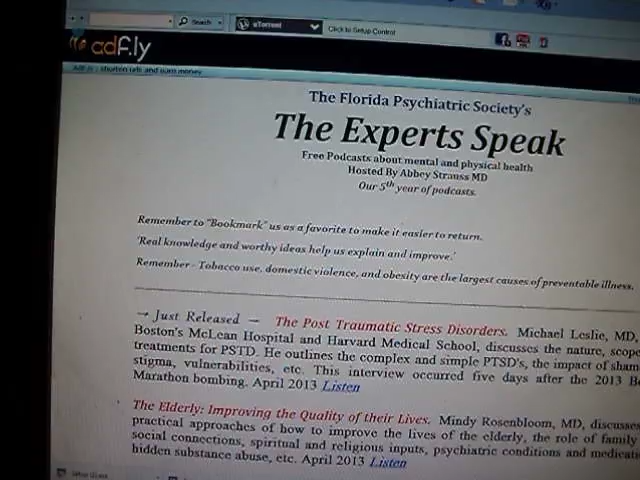 Search
uTorrent
Click to Setup Control
adf.ly
Adf.ly - shorten urls and earn money
The Florida Psychiatric Society's
The Experts Speak
Free Podcasts about mental and physical health
Hosted By Abbey Strauss MD
Our 5th year of podcasts.
Remember to "Bookmark" us as a favorite to make it easier to return.
'Real knowledge and worthy ideas help us explain and improve.'
Remember - Tobacco use, domestic violence, and obesity are the largest causes of preventable illness.
→ Just Released → The Post Traumatic Stress Disorders. Michael Leslie, MD,
Boston's McLean Hospital and Harvard Medical School, discusses the nature, scope
treatments for PSTD. He outlines the complex and simple PTSD's, the impact of sham
stigma, vulnerabilities, etc. This interview occurred five days after the 2013 B
Marathon bombing. April 2013 Listen
The Elderly: Improving the Quality of their Lives. Mindy Rosenbloom, MD, discusse
practical approaches of how to improve the lives of the elderly, the role of family
social connections, spiritual and religious inputs, psychiatric conditions and medicati
hidden substance abuse, etc. April 2013 Listen